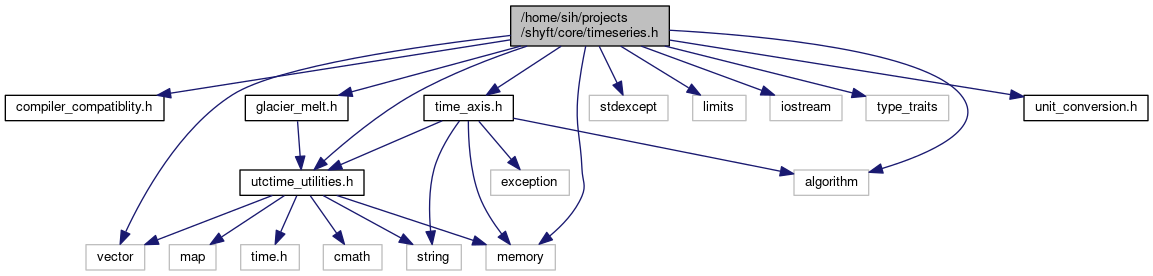 /home/sih/projects
/shyft/core/timeseries.h
compiler_compatiblity.h
glacier_melt.h
time_axis.h
stdexcept
limits
iostream
type_traits
unit_conversion.h
utctime_utilities.h
exception
algorithm
vector
map
time.h
cmath
string
memory